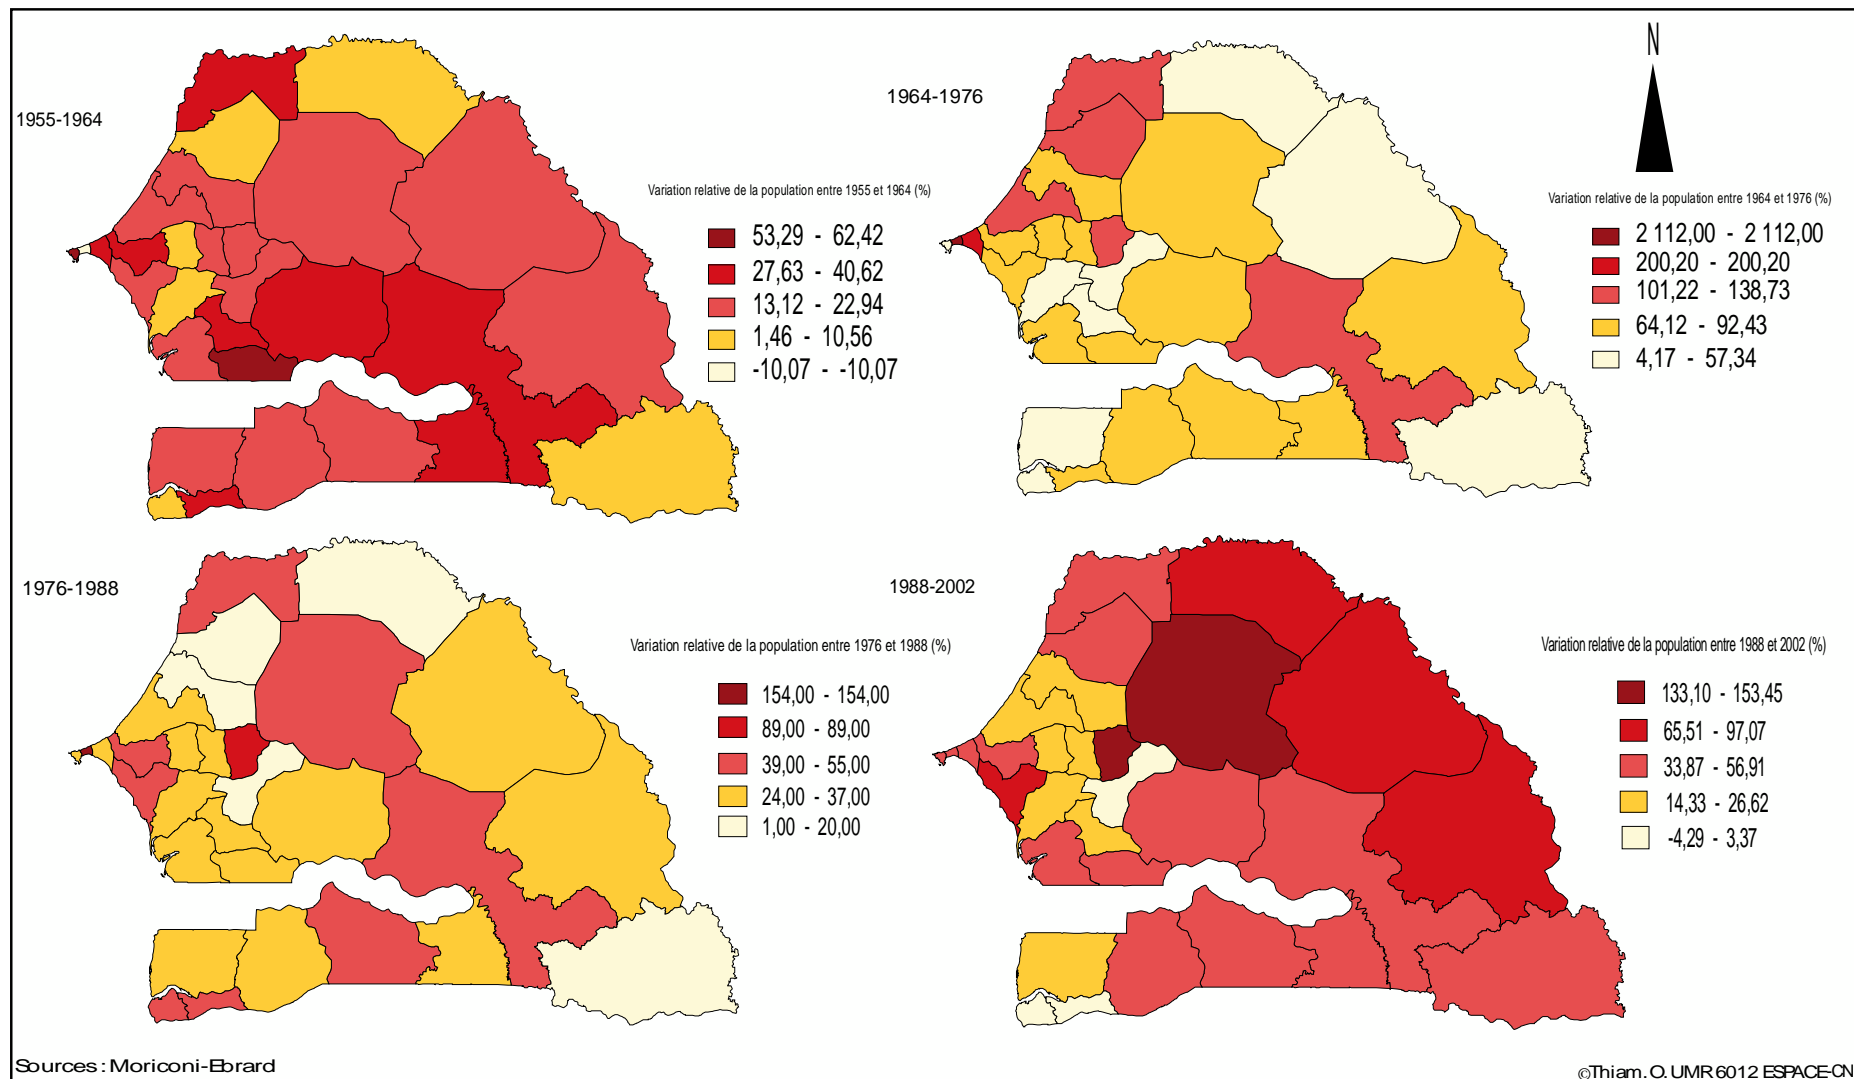 1955-1964
Variation relative de la population entre 1955 et 1964 (%)
53,29 - 62,42
27,63 - 40,62
13,12 - 22,94
1,46 - 10,56
-10,07 - -10,07
1964-1976
N
Variation relative de la population entre 1964 et 1976 (%)
2 112,00 - 2 112,00
200,20 - 200,20
101,22 - 138,73
64,12 - 92,43
4,17 - 57,34
1976-1988
Variation relative de la population entre 1976 et 1988 (%)
154,00 - 154,00
89,00 - 89,00
39,00 - 55,00
24,00 - 37,00
1,00 - 20,00
1988-2002
Variation relative de la population entre 1988 et 2002 (%)
133,10 - 153,45
65,51 - 97,07
33,87 - 56,91
14,33 - 26,62
-4,29 - 3,37
Sources : Moriconi-Ebrard
©Thiam. O. UMR 6012 ESPACE-CN